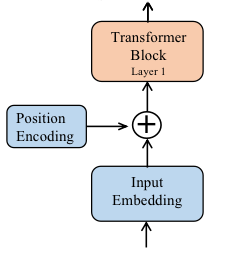 Transformer
Block
Layer 1
Position
Encoding
+
Input
Embedding